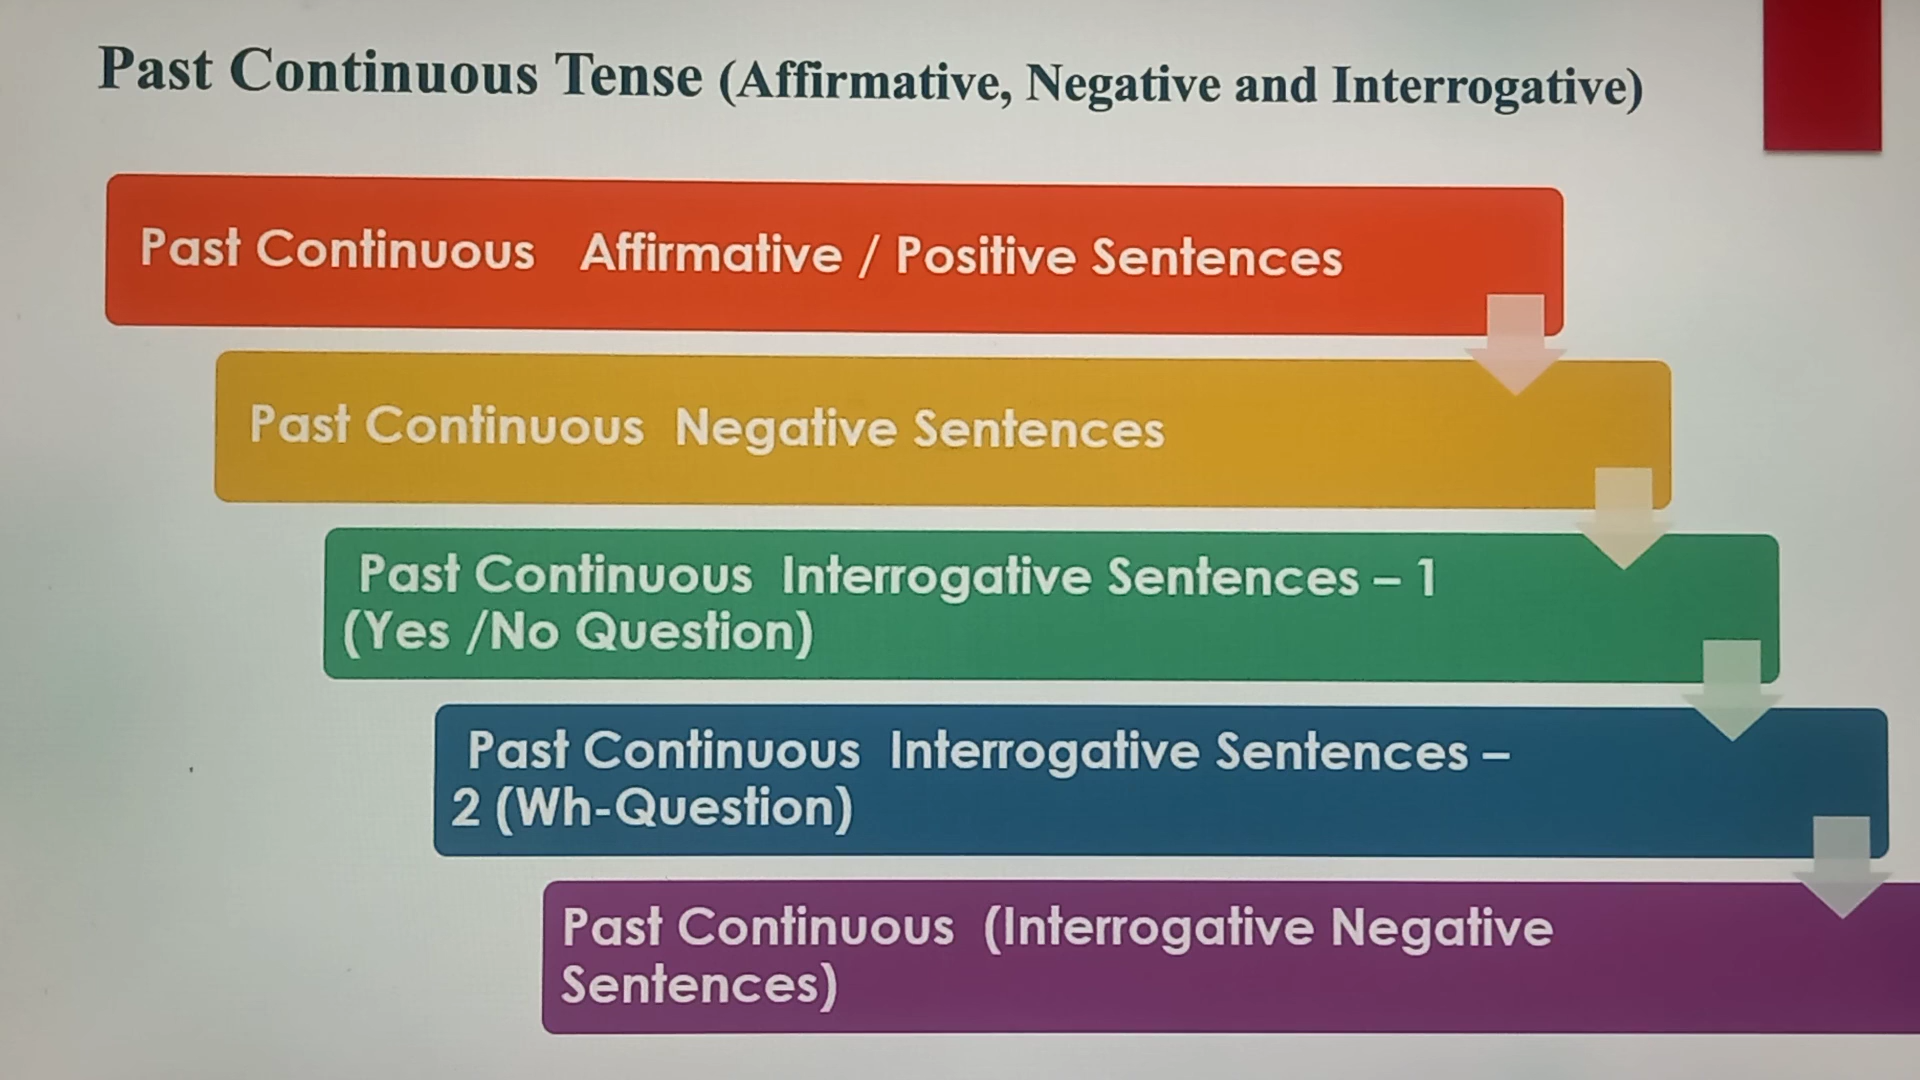 Past Continuous Tense (Affirmative, Negative and Interrogative)
Past Continuous Affirmative / Positive Sentences
Past Continuous Negative Sentences
Past Continuous Interrogative Sentences – 1
(Yes /No Question)
Past Continuous Interrogative Sentences –
2 (Wh-Question)
Past Continuous (Interrogative Negative
Sentences)